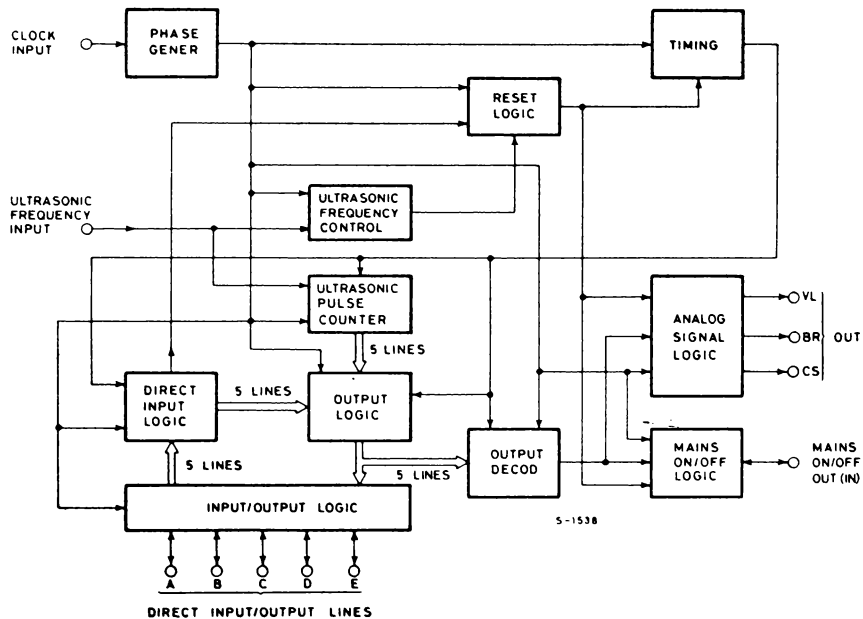 CLOCK
INPUT
PHASE
GENER
TIMING
RESET
LOGIC
ULTRASONIC
FREQUENCY
INPUT
ULTRASONIC
FREQUENCY
CONTROL
ULTRASONIC
PULSE
COUNTER
ANALOG
SIGNAL
LOGIC
VL
BR
CS
OUT
5 LINES
DIRECT
INPUT
LOGIC
5 LINES
OUTPUT
LOGIC
5 LINES
5 LINES
OUTPUT
DECOD
MAINS
ON/OFF
LOGIC
MAINS
ON/OFF
OUT (IN)
INPUT/OUTPUT LOGIC
S-1538
A B C D E
DIRECT INPUT/OUTPUT LINES